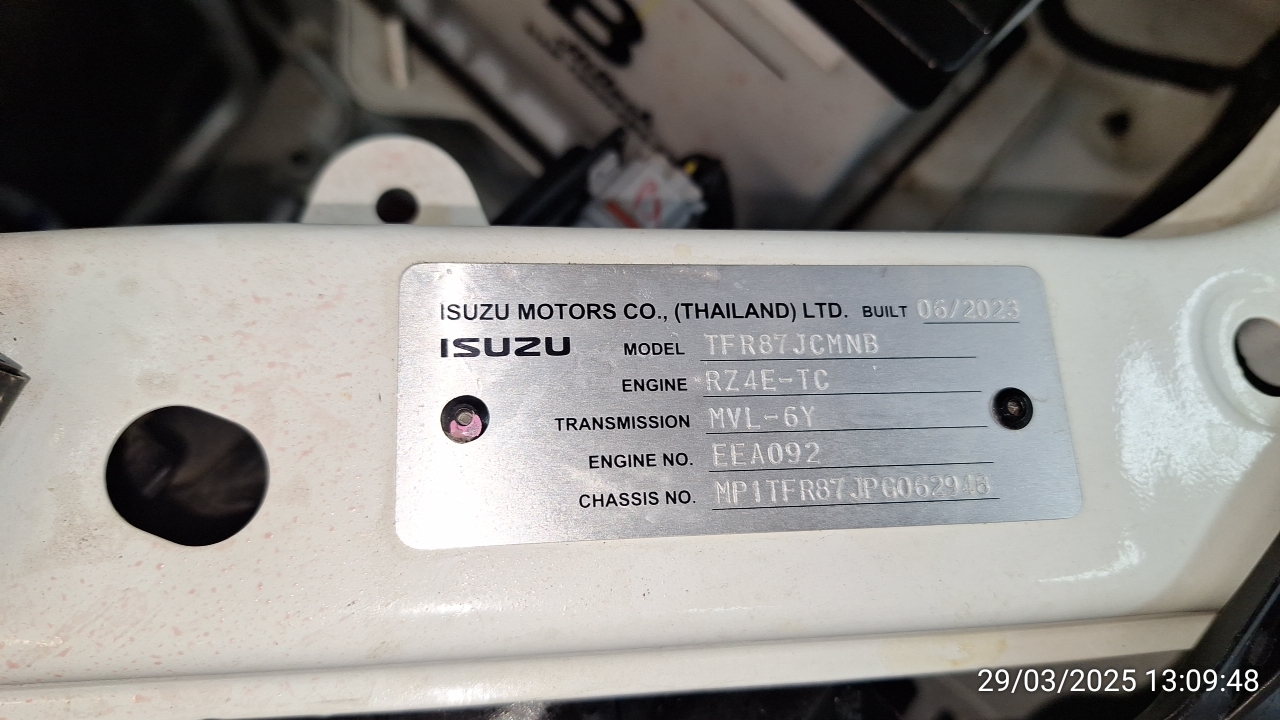 B
ISUZU MOTORS CO., (THAILAND) LTD. BUILT 06/2023
ISUZU MODEL TFR87JCMNB
ENGINE RZ4E-TC
TRANSMISSION MVL-6Y
ENGINE NO. EEA092
CHASSIS NO. MP1TFR87JPG062948
29/03/2025 13:09:48